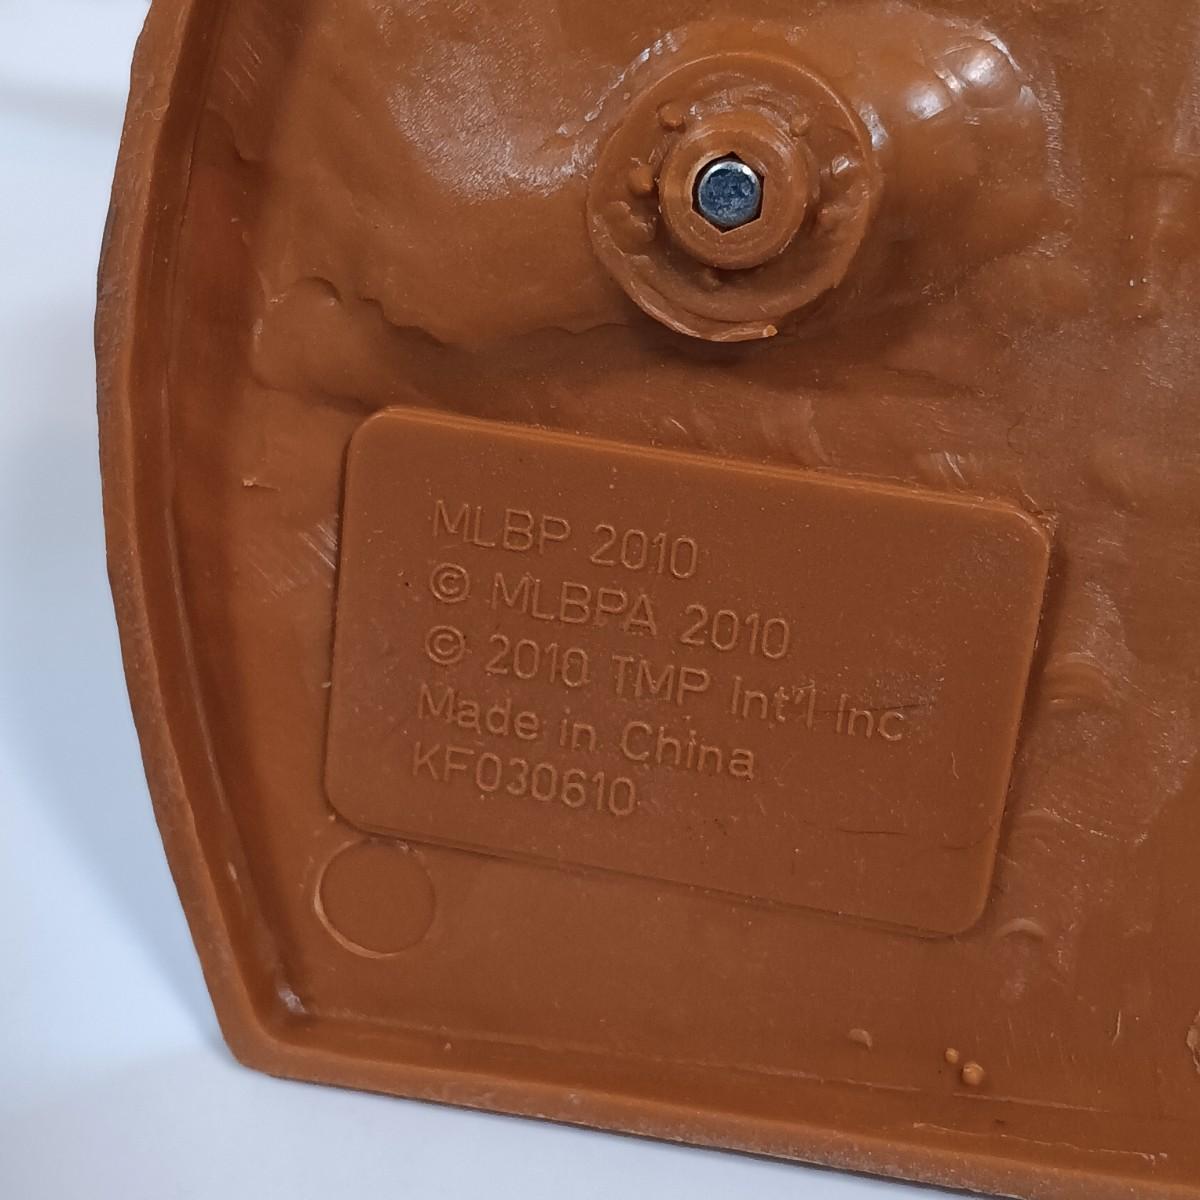 MLBP 2010
© MLBPA 2010
© 2010 TMP Int'l Inc
Made in China
KF030610